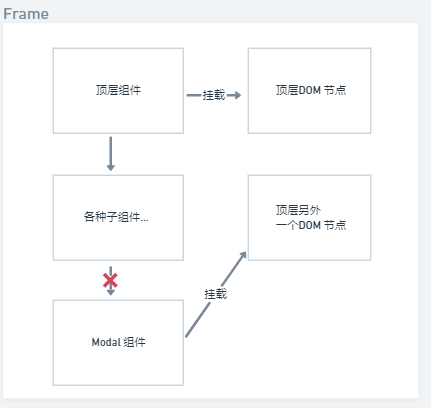 Frame
顶层组件
挂载
顶层DOM 节点
各种子组件...
顶层另外
一个DOM 节点
挂载
Modal 组件